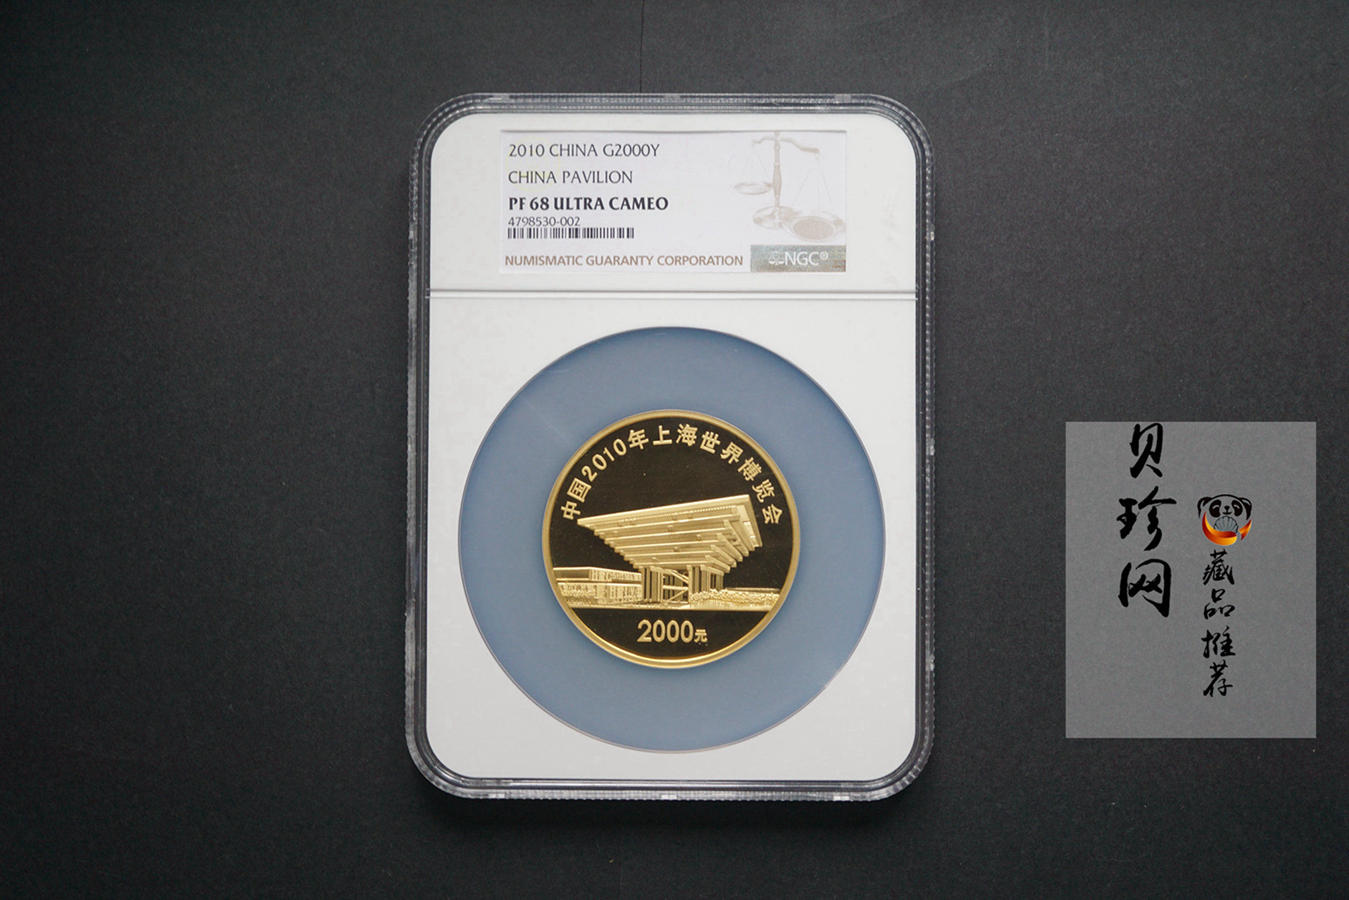 2010 CHINA G2000Y
CHINA PAVILION
PF 68 ULTRA CAMEO
4798530-002
NUMISMATIC GUARANTY CORPORATION
NGC®
中国2010年上海世界博览会
2000元
贝珍网
藏品推荐